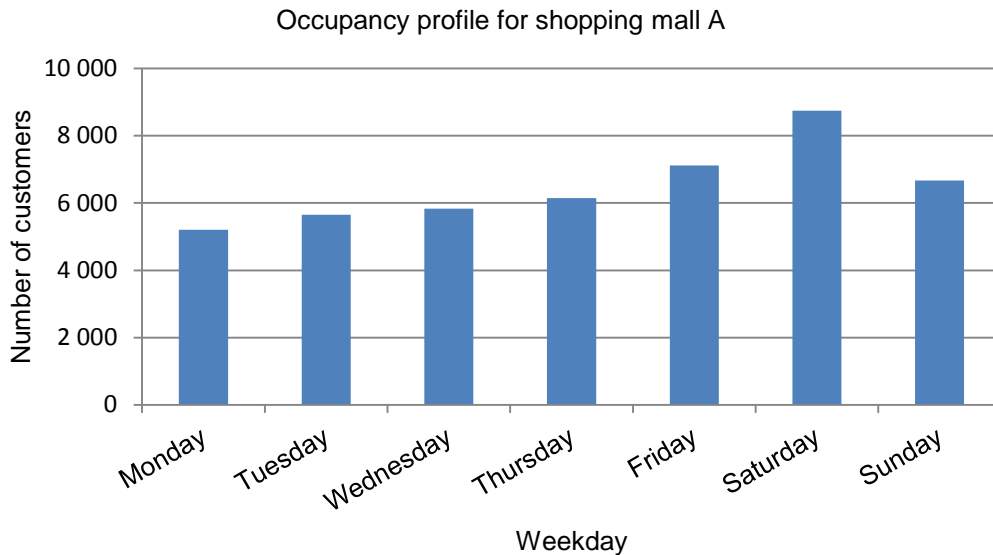 Occupancy profile for shopping mall A
Number of customers
10 000
8 000
6 000
4 000
2 000
0
Monday
Tuesday
Wednesday
Thursday
Friday
Saturday
Sunday
Weekday